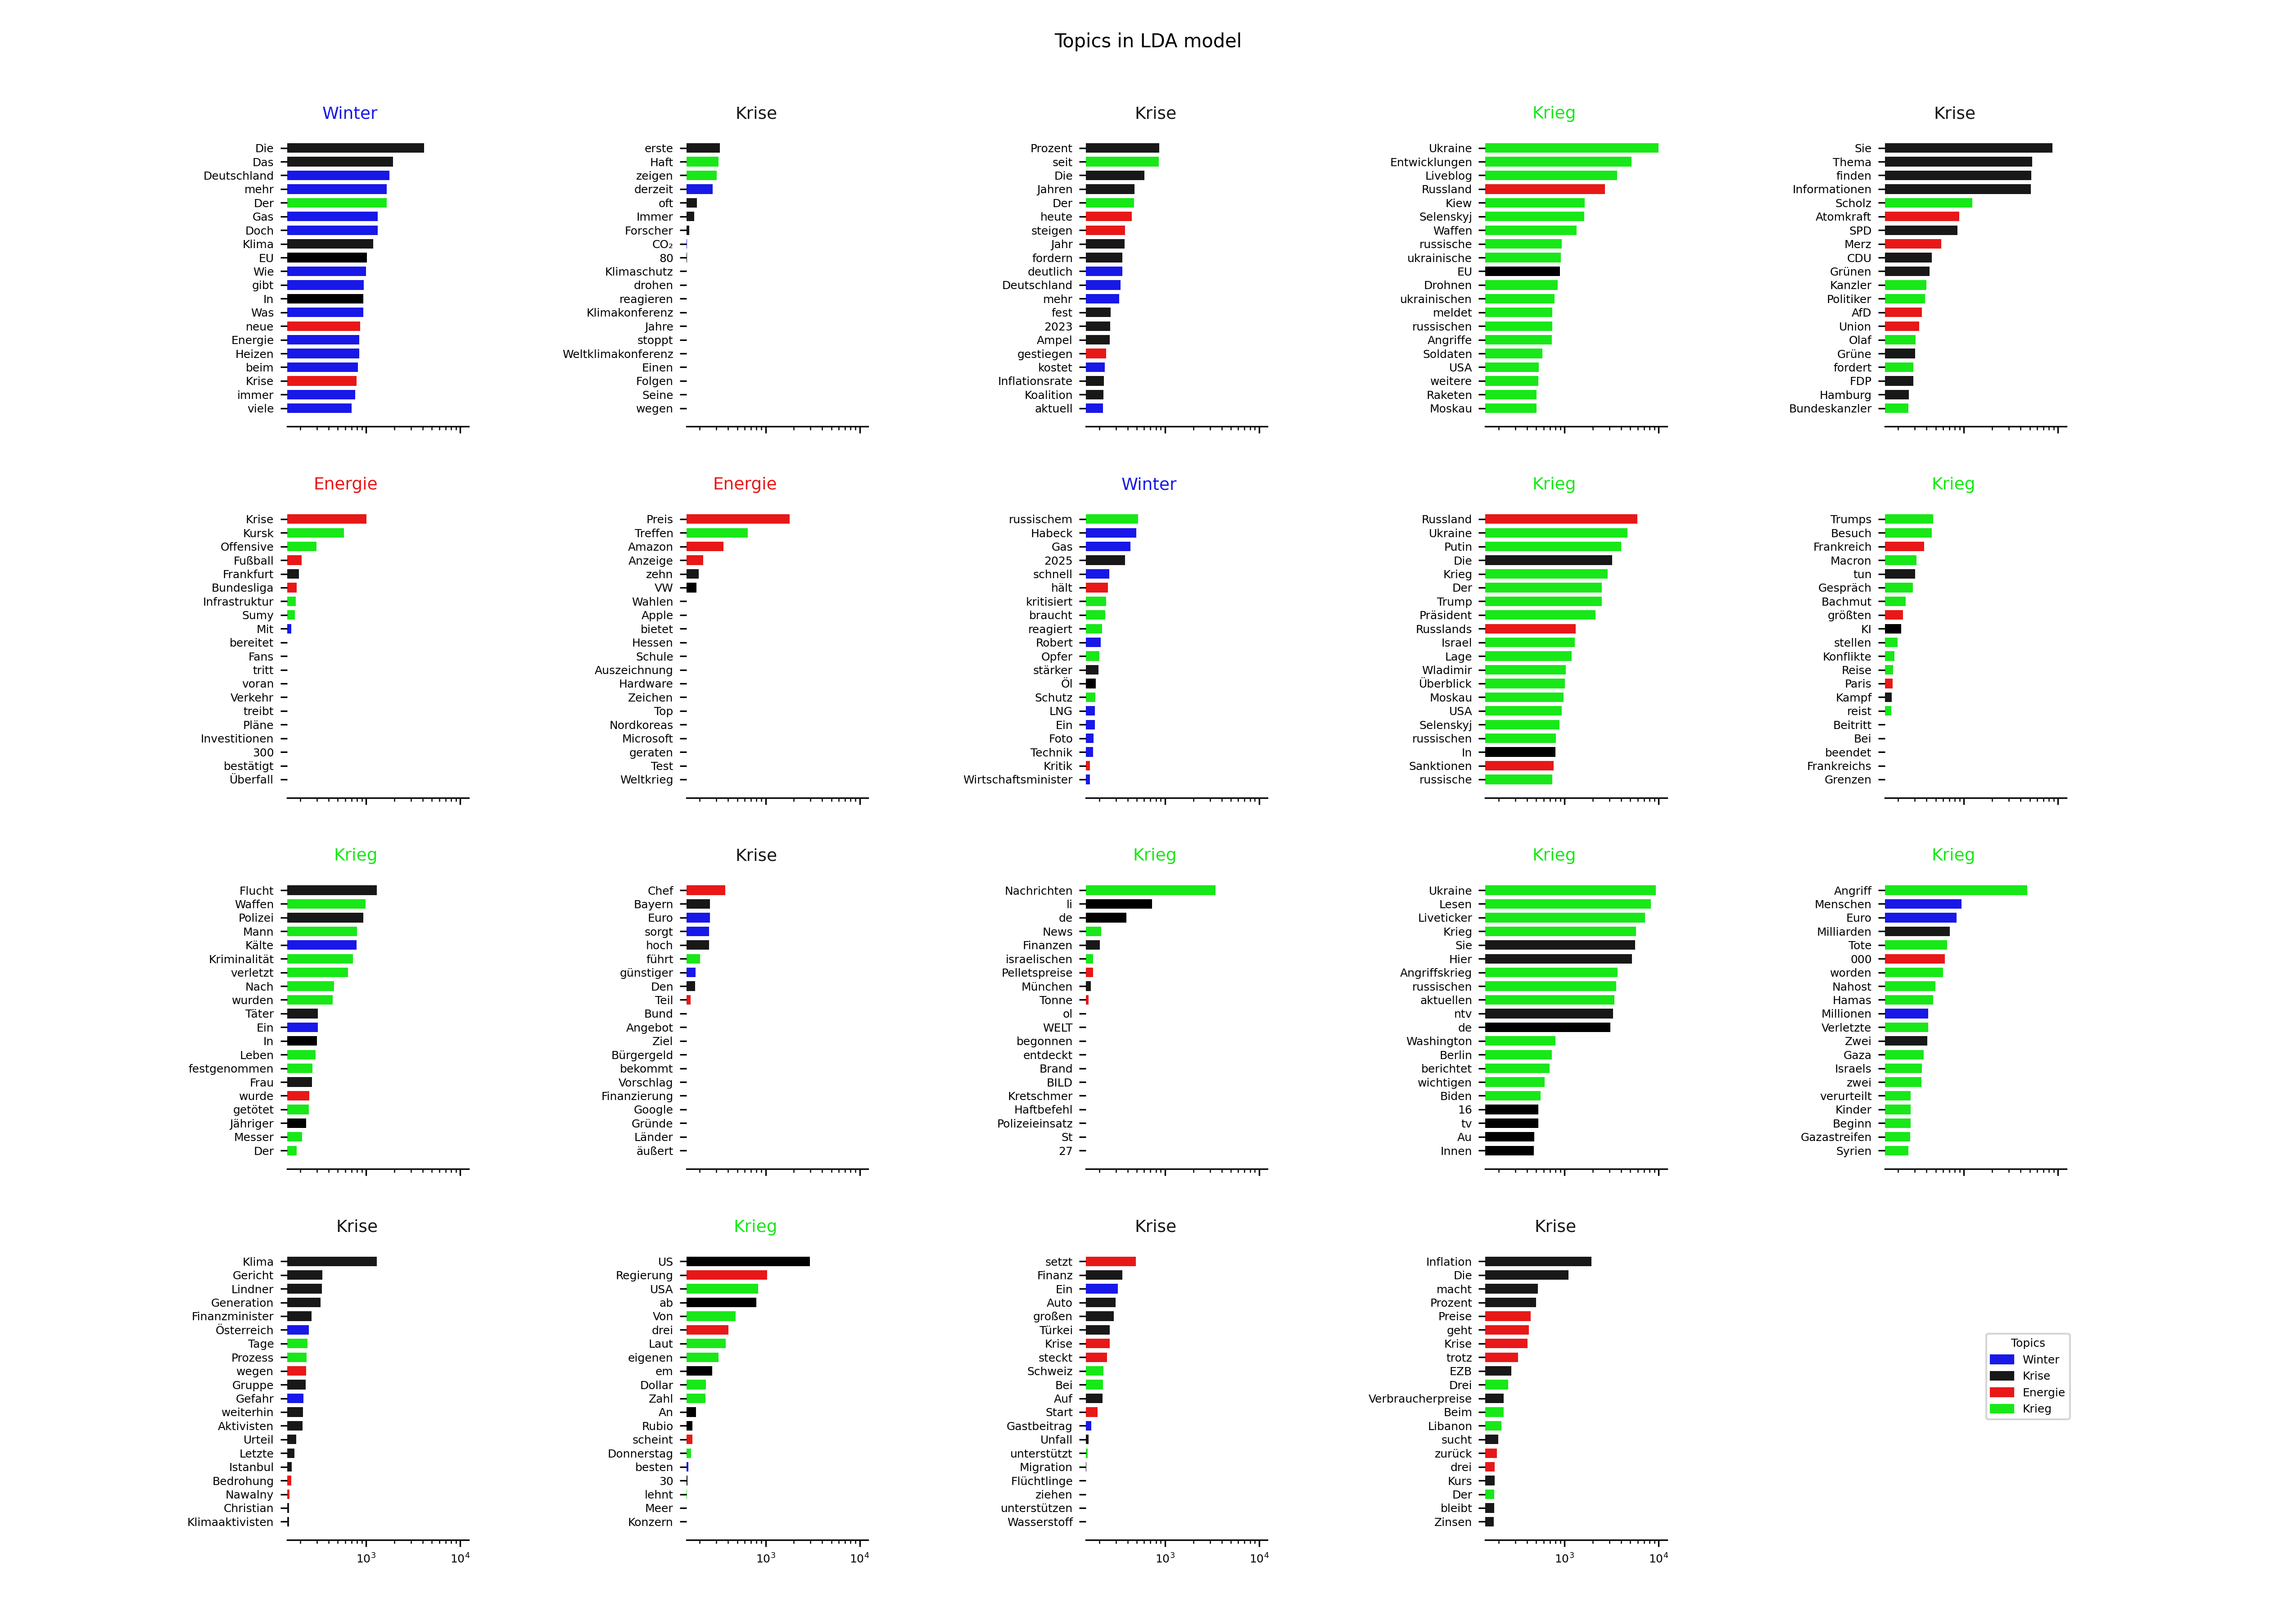 Topics in LDA model
Winter
Die
Das
Deutschland
mehr
Der
Gas
Doch
Klima
EU
Wie
gibt
In
Was
neue
Energie
Heizen
beim
Krise
immer
viele
Krise
erste
Haft
zeigen
derzeit
oft
Immer
Forscher
CO₂
80
Klimaschutz
drohen
reagieren
Klimakonferenz
Jahre
stoppt
Weltklimakonferenz
Einen
Folgen
Seine
wegen
Krise
Prozent
seit
Die
Jahren
Der
heute
steigen
Jahr
fordern
deutlich
Deutschland
mehr
fest
2023
Ampel
gestiegen
kostet
Inflationsrate
Koalition
aktuell
Krieg
Ukraine
Entwicklungen
Liveblog
Russland
Kiew
Selenskyj
Waffen
russische
ukrainische
EU
Drohnen
ukrainischen
meldet
russischen
Angriffe
Soldaten
USA
weitere
Raketen
Moskau
Krise
Sie
Thema
finden
Informationen
Scholz
Atomkraft
SPD
Merz
CDU
Grünen
Kanzler
Politiker
AfD
Union
Olaf
Grüne
fordert
FDP
Hamburg
Bundeskanzler
Energie
Krise
Kursk
Offensive
Fußball
Frankfurt
Bundesliga
Infrastruktur
Sumy
Mit
bereitet
Fans
tritt
voran
Verkehr
treibt
Pläne
Investitionen
300
bestätigt
Überfall
Energie
Preis
Treffen
Amazon
Anzeige
zehn
VW
Wahlen
Apple
bietet
Hessen
Schule
Auszeichnung
Hardware
Zeichen
Top
Nordkoreas
Microsoft
geraten
Test
Weltkrieg
Winter
russischem
Habeck
Gas
2025
schnell
hält
kritisiert
braucht
reagiert
Robert
Opfer
stärker
Öl
Schutz
LNG
Ein
Foto
Technik
Kritik
Wirtschaftsminister
Krieg
Russland
Ukraine
Putin
Die
Krieg
Der
Trump
Präsident
Russlands
Israel
Lage
Wladimir
Überblick
Moskau
USA
Selenskyj
russischen
In
Sanktionen
russische
Krieg
Trumps
Besuch
Frankreich
Macron
tun
Gespräch
Bachmut
größten
KI
stellen
Konflikte
Reise
Paris
Kampf
reist
Beitritt
Bei
beendet
Frankreichs
Grenzen
Krieg
Flucht
Waffen
Polizei
Mann
Kälte
Kriminalität
verletzt
Nach
wurden
Täter
Ein
In
Leben
festgenommen
Frau
wurde
getötet
Jähriger
Messer
Der
Krise
Chef
Bayern
Euro
sorgt
hoch
führt
günstiger
Den
Teil
Bund
Angebot
Ziel
Bürgergeld
bekommt
Vorschlag
Finanzierung
Google
Gründe
Länder
äußert
Krieg
Nachrichten
li
de
News
Finanzen
israelischen
Pelletspreise
München
Tonne
ol
WELT
begonnen
entdeckt
Brand
BILD
Kretschmer
Haftbefehl
Polizeieinsatz
St
27
Krieg
Ukraine
Lesen
Liveticker
Krieg
Sie
Hier
Angriffskrieg
russischen
aktuellen
ntv
de
Washington
Berlin
berichtet
wichtigen
Biden
16
tv
Au
Innen
Krieg
Angriff
Menschen
Euro
Milliarden
Tote
000
worden
Nahost
Hamas
Millionen
Verletzte
Zwei
Gaza
Israels
zwei
verurteilt
Kinder
Beginn
Gazastreifen
Syrien
Krise
Klima
Gericht
Lindner
Generation
Finanzminister
Österreich
Tage
Prozess
wegen
Gruppe
Gefahr
weiterhin
Aktivisten
Urteil
Letzte
Istanbul
Bedrohung
Nawalny
Christian
Klimaaktivisten
10³ 10⁴
Krieg
US
Regierung
USA
ab
Von
drei
Laut
eigenen
em
Dollar
Zahl
An
Rubio
scheint
Donnerstag
besten
30
lehnt
Meer
Konzern
10³ 10⁴
Krise
setzt
Finanz
Ein
Auto
großen
Türkei
Krise
steckt
Schweiz
Bei
Auf
Start
Gastbeitrag
Unfall
unterstützt
Migration
Flüchtlinge
ziehen
unterstützen
Wasserstoff
10³ 10⁴
Krise
Inflation
Die
macht
Prozent
Preise
geht
Krise
trotz
EZB
Drei
Verbraucherpreise
Beim
Libanon
sucht
zurück
drei
Kurs
Der
bleibt
Zinsen
10³ 10⁴
Topics
Winter
Krise
Energie
Krieg